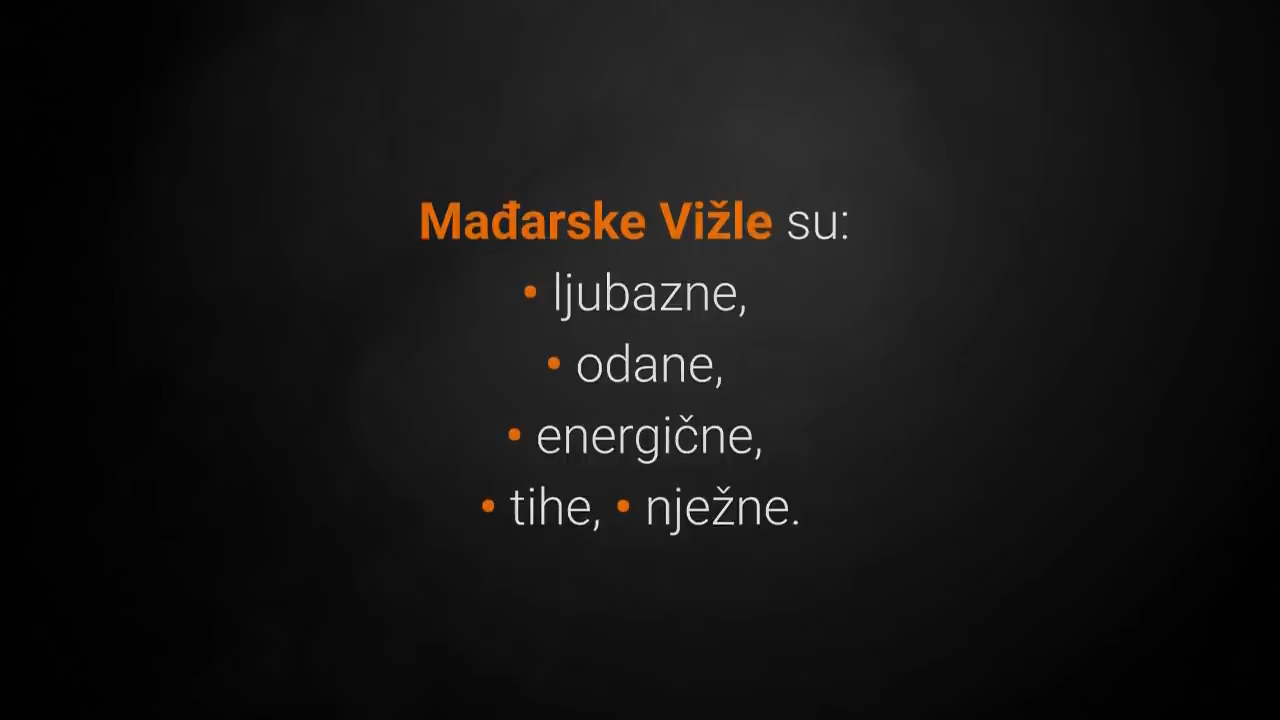 Mađarske Vižle su:
• ljubazne,
• odane,
• energične,
• tihe, • nježne.